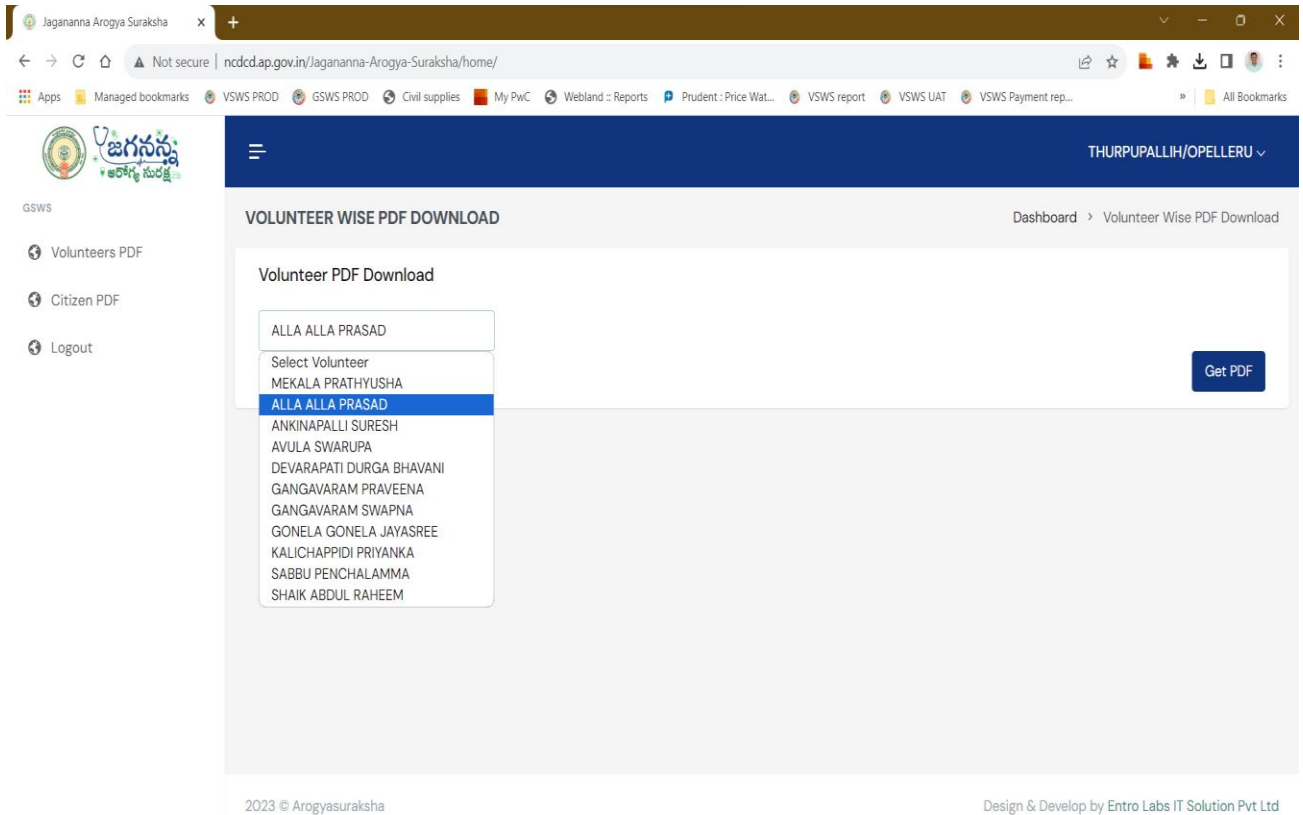 Jagananna Arogya Suraksha
Not secure | ncdcd.ap.gov.in/Jagananna-Arogya-Suraksha/home/
Apps Managed bookmarks VSWS PROD GSWS PROD Civil supplies My PwC Webland :: Reports Prudent : Price Wat... VSWS report VSWS UAT VSWS Payment rep... » All Bookmarks
జగనన్న
ఆరోగ్య సురక్ష
THURPUPALLIH/OPELLERU
GSWS
VOLUNTEER WISE PDF DOWNLOAD
Dashboard > Volunteer Wise PDF Download
Volunteers PDF
Citizen PDF
Logout
Volunteer PDF Download
ALLA ALLA PRASAD
Select Volunteer
MEKALA PRATHYUSHA
ALLA ALLA PRASAD
ANKINAPALLI SURESH
AVULA SWARUPA
DEVARAPATI DURGA BHAVANI
GANGAVARAM PRAVEENA
GANGAVARAM SWAPNA
GONELA GONELA JAYASREE
KALICHAPPIDI PRIYANKA
SABBU PENCHALAMMA
SHAIK ABDUL RAHEEM
Get PDF
2023 © Arogyasuraksha
Design & Develop by Entro Labs IT Solution Pvt Ltd